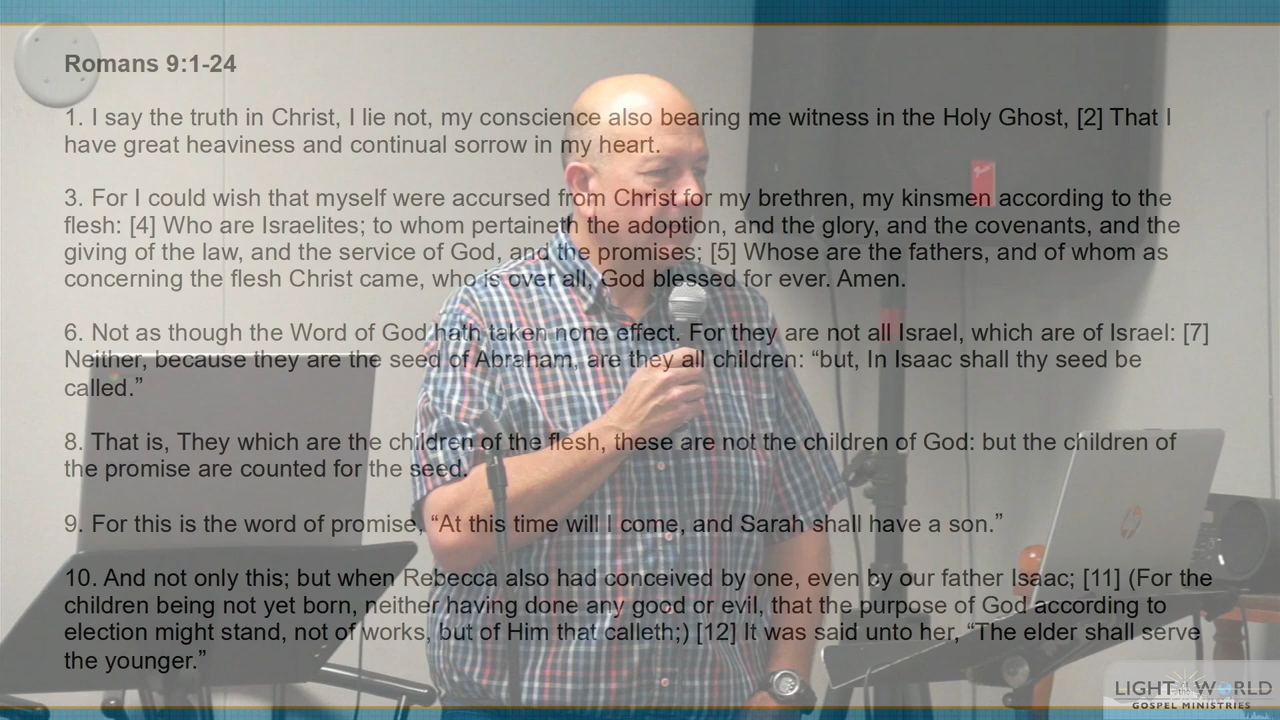 Romans 9:1-24
1. I say the truth in Christ, I lie not, my conscience also bearing me witness in the Holy Ghost, [2] That I
have great heaviness and continual sorrow in my heart.
3. For I could wish that myself were accursed from Christ for my brethren, my kinsmen according to the
flesh: [4] Who are Israelites; to whom pertaineth the adoption, and the glory, and the covenants, and the
giving of the law, and the service of God, and the promises; [5] Whose are the fathers, and of whom as
concerning the flesh Christ came, who is over all, God blessed for ever. Amen.
6. Not as though the Word of God hath taken none effect. For they are not all Israel, which are of Israel: [7]
Neither, because they are the seed of Abraham, are they all children: “but, In Isaac shall thy seed be
called.”
8. That is, They which are the children of the flesh, these are not the children of God: but the children of
the promise are counted for the seed.
9. For this is the word of promise, “At this time will I come, and Sarah shall have a son.”
10. And not only this; but when Rebecca also had conceived by one, even by our father Isaac; [11] (For the
children being not yet born, neither having done any good or evil, that the purpose of God according to
election might stand, not of works, but of Him that calleth;) [12] It was said unto her, “The elder shall serve
the younger.”
hp
LIGHT of the WORLD
GOSPEL MINISTRIES